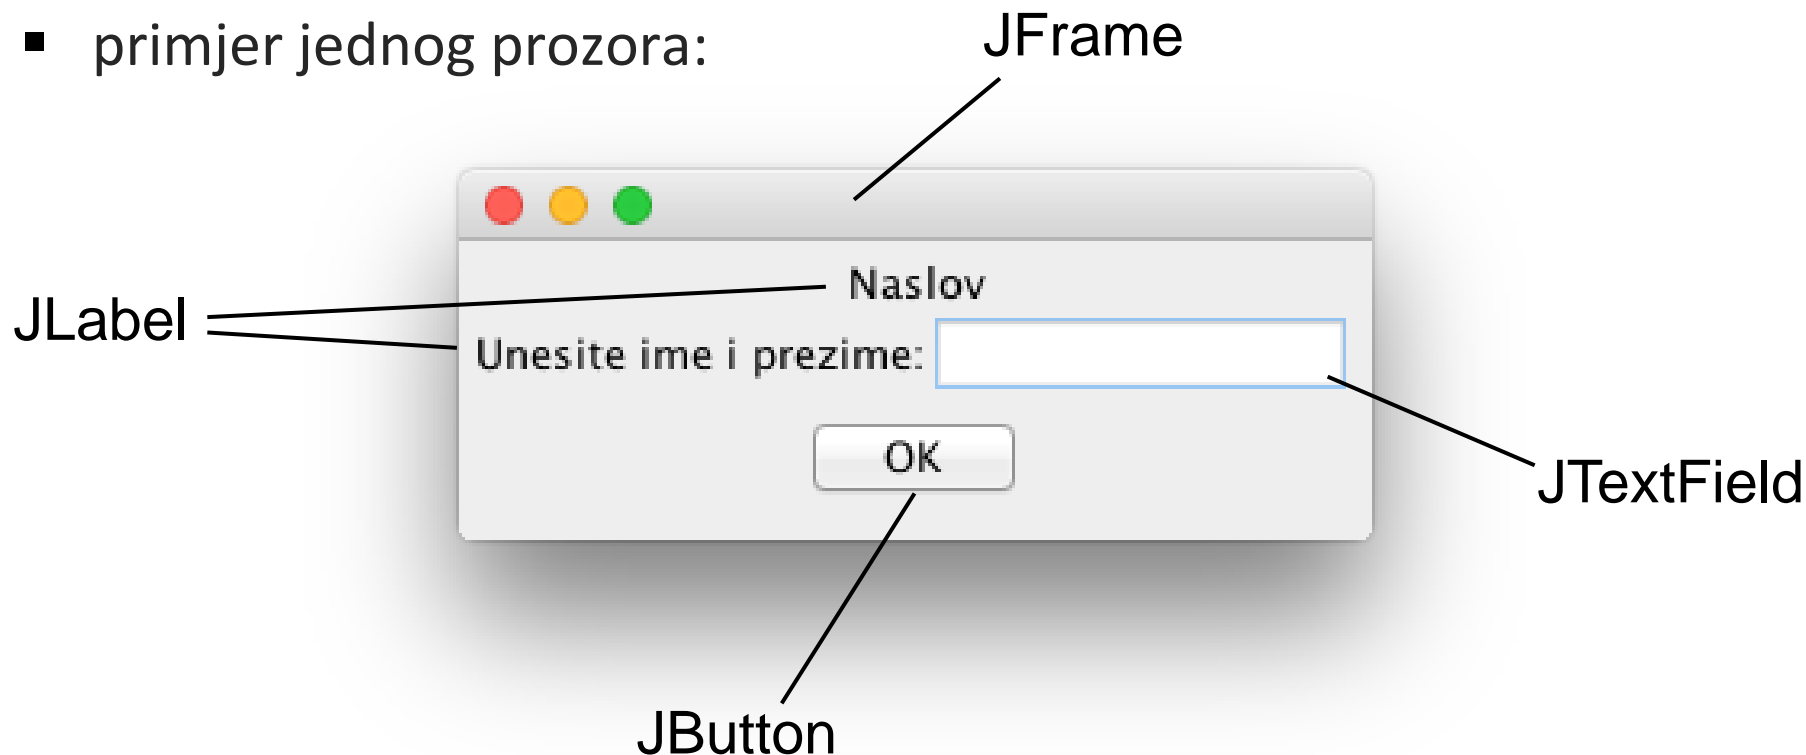 ▪ primjer jednog prozora:
JFrame
Naslov
JLabel
Unesite ime i prezime:
OK
JTextField
JButton